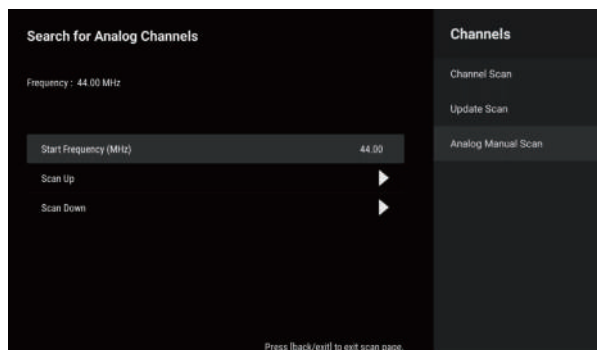 Search for Analog Channels
Frequency : 44.00 MHz
Start Frequency (MHz) 44.00
Scan Up
Scan Down
Press [back/exit] to exit scan page.
Channels
Channel Scan
Update Scan
Analog Manual Scan